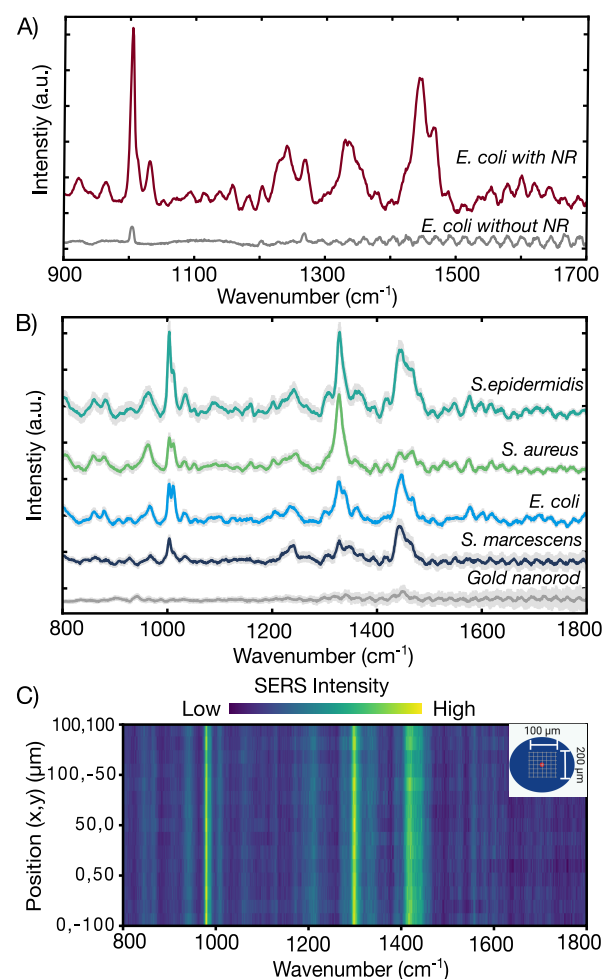 A)
Intenstiy (a.u.)
E. coli with NR
E. coli without NR
900 1100 1300 1500 1700
Wavenumber (cm⁻¹)
B)
Intenstiy (a.u.)
S.epidermidis
S. aureus
E. coli
S. marcescens
Gold nanorod
800 1000 1200 1400 1600 1800
Wavenumber (cm⁻¹)
C)
SERS Intensity
Low High
Position (x,y) (µm)
100,100
100,-50
50,0
0,50
0,-100
100 µm
200 µm
800 1000 1200 1400 1600 1800
Wavenumber (cm⁻¹)